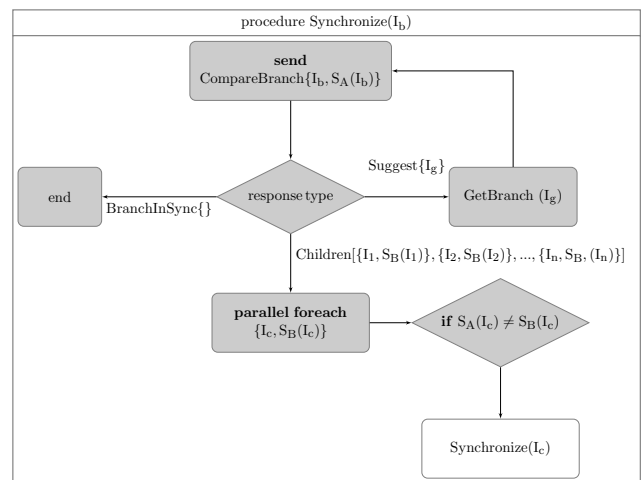 procedure Synchronize(I_b)
send
CompareBranch{I_b, S_A(I_b)}
Suggest{I_g}
end
BranchInSync{}
response type
GetBranch (I_g)
Children[{I_1, S_B(I_1)}, {I_2, S_B(I_2)}, ..., {I_n, S_B, (I_n)}]
parallel foreach
{I_c, S_B(I_c)}
if S_A(I_c) ≠ S_B(I_c)
Synchronize(I_c)